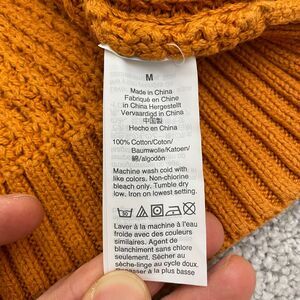 M
Made in China
Fabriqué en Chine
in China Hergestellt
Vervaardigd in China
中国製
Hecho en China
100% Cotton/Coton/
Baumwolle/Katoen/
綿/algodón
Machine wash cold with
like colors. Non-chlorine
bleach only. Tumble dry
low. Iron on lowest setting.
Laver à la machine à l'eau
froide avec des couleurs
similaires. Agent de
blanchiment sans chlore
seulement. Sécher au
sèche-linge au cycle doux.
Repassage à la plus basse